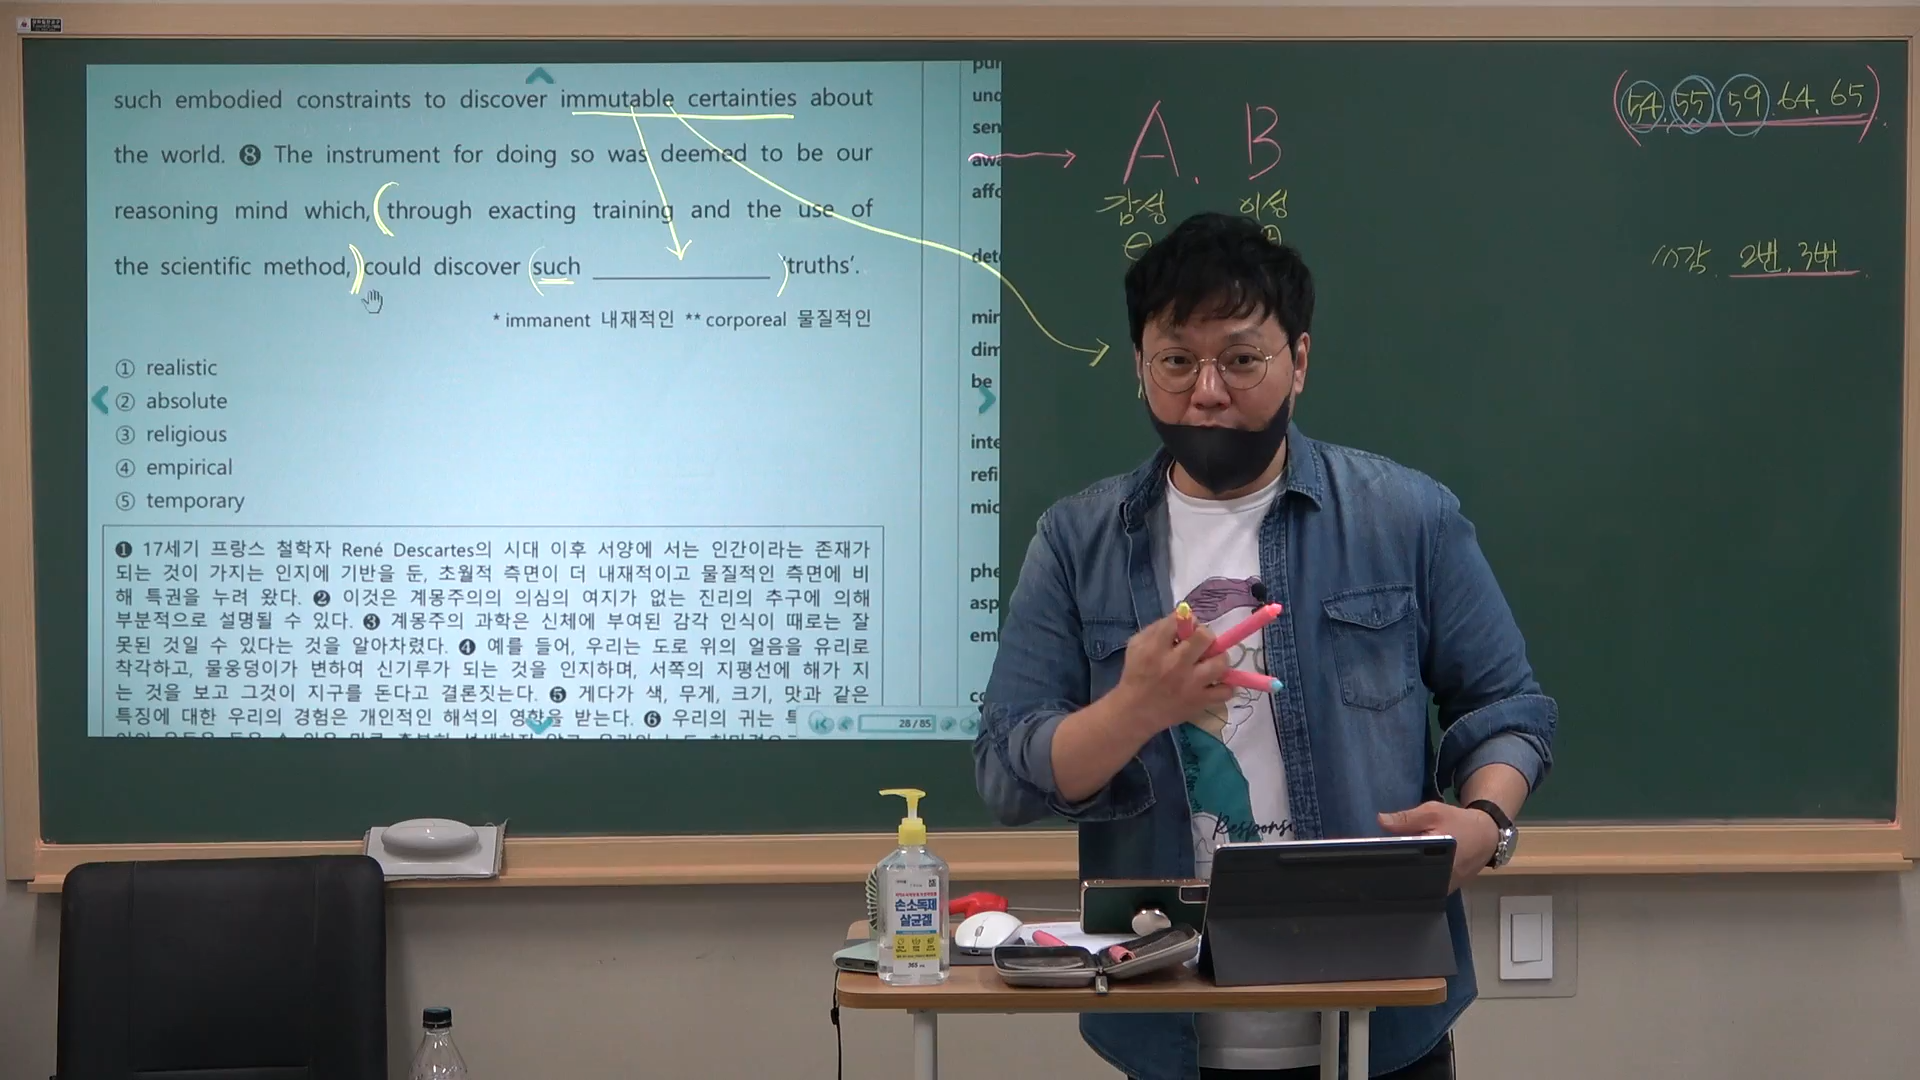 such embodied constraints to discover immutable certainties about
the world. ❽ The instrument for doing so was deemed to be our
reasoning mind which, (through exacting training and the use of
the scientific method,) could discover (such ____________ ) 'truths'.
* immanent 내재적인 ** corporeal 물질적인
① realistic
② absolute
③ religious
④ empirical
⑤ temporary
❶ 17세기 프랑스 철학자 René Descartes의 시대 이후 서양에 서는 인간이라는 존재가
되는 것이 가지는 인지에 기반을 둔, 초월적 측면이 더 내재적이고 물질적인 측면에 비
해 특권을 누려 왔다. ❷ 이것은 계몽주의의 의심의 여지가 없는 진리의 추구에 의해
부분적으로 설명될 수 있다. ❸ 계몽주의 과학은 신체에 부여된 감각 인식이 때로는 잘
못된 것일 수 있다는 것을 알아차렸다. ❹ 예를 들어, 우리는 도로 위의 얼음을 유리로
착각하고, 물웅덩이가 변하여 신기루가 되는 것을 인지하며, 서쪽의 지평선에 해가 지
는 것을 보고 그것이 지구를 돈다고 결론짓는다. ❺ 게다가 색, 무게, 크기, 맛과 같은
특징에 대한 우리의 경험은 개인적인 해석의 영향을 받는다. ❻ 우리의 귀는 특
28 / 85
und
sen
awa
affo
dete
min
dim
be
inte
refi
mic
phe
asp
emb
co
A. B
감성 이성
⊖
(54, 55, 59, 64, 65)
2번, 3번
Response
손소독제
살균겔